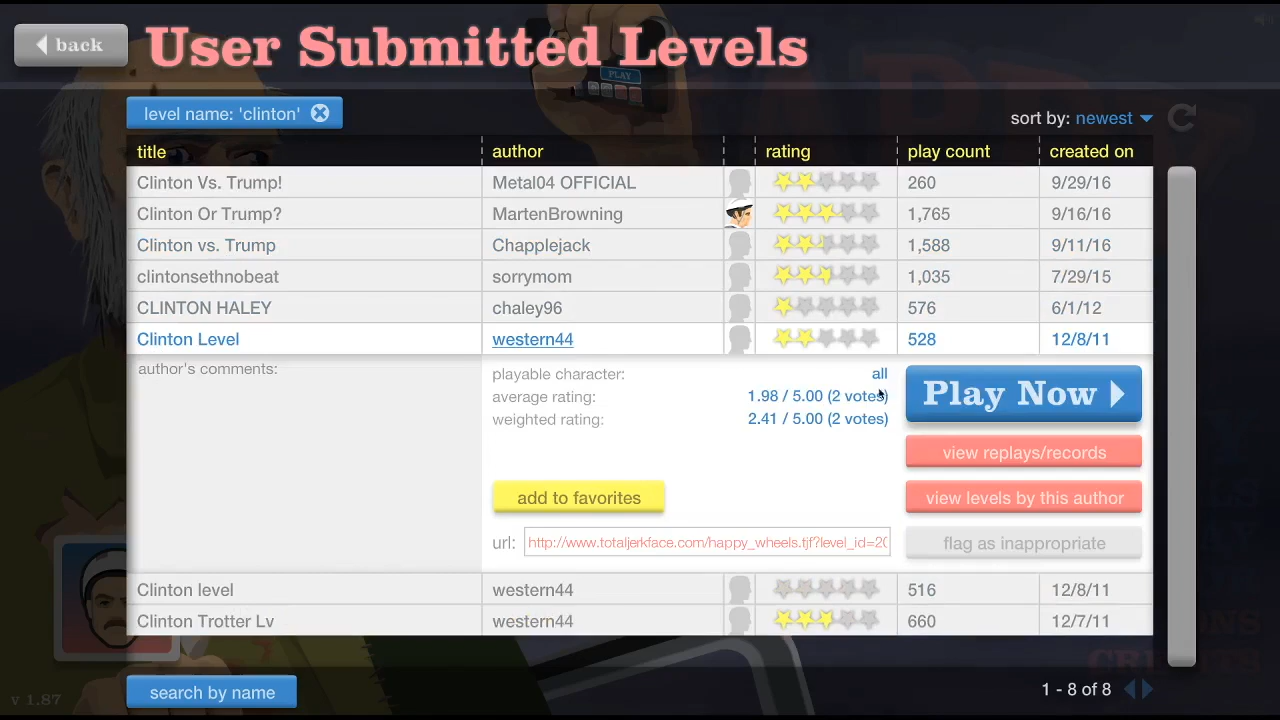 back
User Submitted Levels
PLAY
level name: 'clinton'
sort by: newest
title author rating play count created on
Clinton Vs. Trump! Metal04 OFFICIAL 260 9/29/16
Clinton Or Trump? MartenBrowning 1,765 9/16/16
Clinton vs. Trump Chapplejack 1,588 9/11/16
clintonsethnobeat sorrymom 1,035 7/29/15
CLINTON HALEY chaley96 576 6/1/12
Clinton Level western44 528 12/8/11
author's comments:
playable character: all
average rating: 1.98 / 5.00 (2 votes)
weighted rating: 2.41 / 5.00 (2 votes)
Play Now
view replays/records
add to favorites
view levels by this author
url: http://www.totaljerkface.com/happy_wheels.tjf?level_id=20
flag as inappropriate
Clinton level western44 516 12/8/11
Clinton Trotter Lv western44 660 12/7/11
search by name
1 - 8 of 8
v 1.87